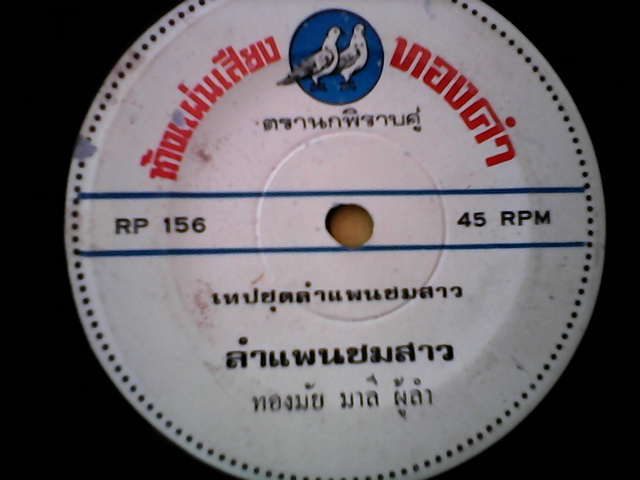 ห้างแผ่นเสียง ทองคำ
ตรานกพิราบคู่
RP 156
45 RPM
เทปชุดลำแพนชมสาว
ลำแพนชมสาว
ทองมัย มาลี ผู้ลำ